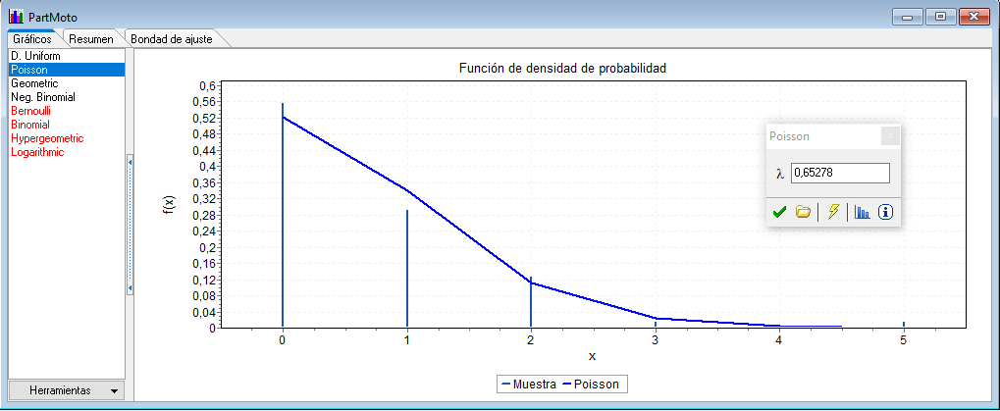 PartMoto
Gráficos Resumen Bondad de ajuste
D. Uniform
Poisson
Geometric
Neg. Binomial
Bernoulli
Binomial
Hypergeometric
Logarithmic
Herramientas
Función de densidad de probabilidad
f(x)
0,6
0,56
0,52
0,48
0,44
0,4
0,36
0,32
0,28
0,24
0,2
0,16
0,12
0,08
0,04
0
0 1 2 3 4 5
x
Muestra Poisson
Poisson
λ 0,65278